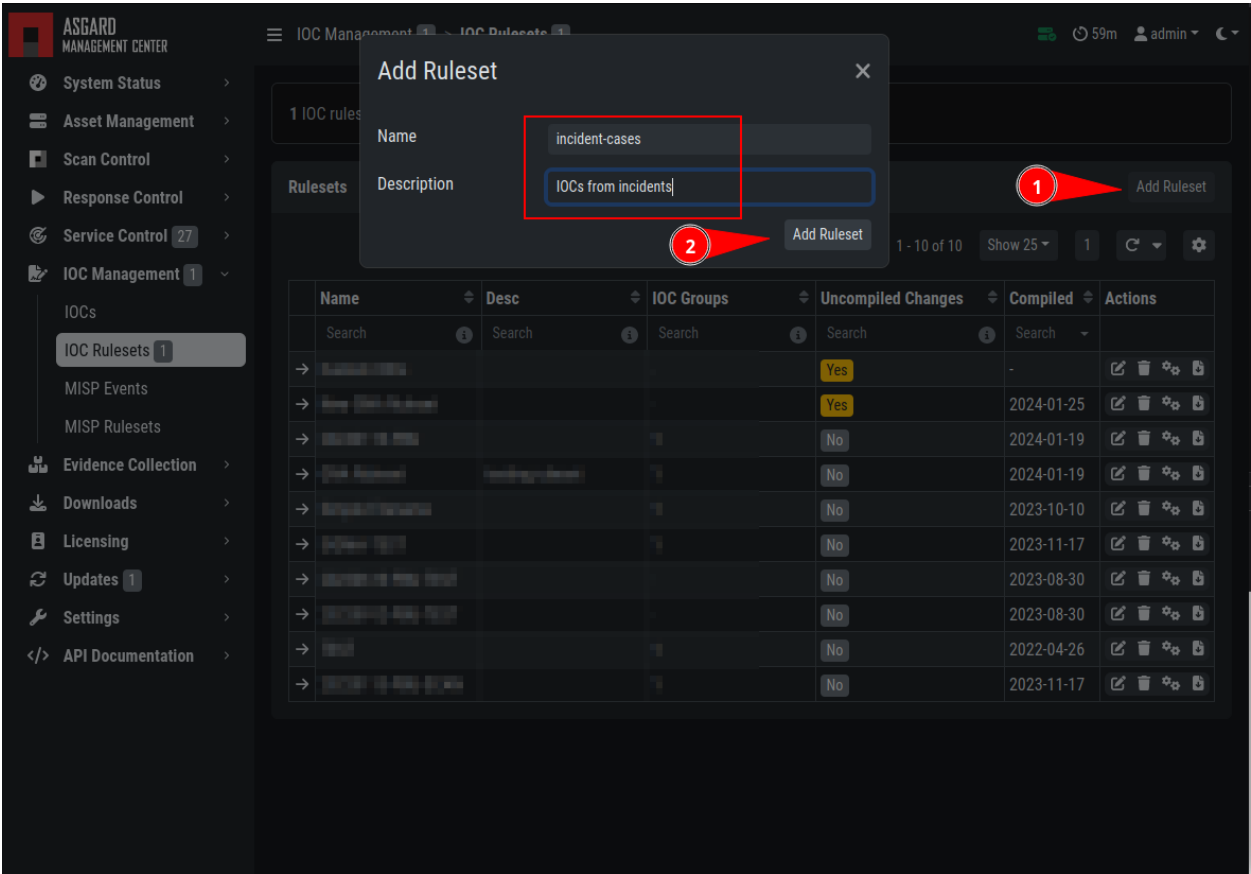 ASGARD
MANAGEMENT CENTER
IOC Management 1 > IOC Rulesets 1
59m admin
System Status
Asset Management
Scan Control
Response Control
Service Control 27
IOC Management 1
IOCs
IOC Rulesets 1
MISP Events
MISP Rulesets
Evidence Collection
Downloads
Licensing
Updates 1
Settings
</> API Documentation
1 IOC rules
Rulesets
Add Ruleset
Name
incident-cases
Description
IOCs from incidents
Add Ruleset
1
Add Ruleset
2
1 - 10 of 10 Show 25 1
Name Desc IOC Groups Uncompiled Changes Compiled Actions
Search Search Search Search Search
Yes -
Yes 2024-01-25
No 2024-01-19
No 2024-01-19
No 2023-10-10
No 2023-11-17
No 2023-08-30
No 2023-08-30
No 2022-04-26
No 2023-11-17